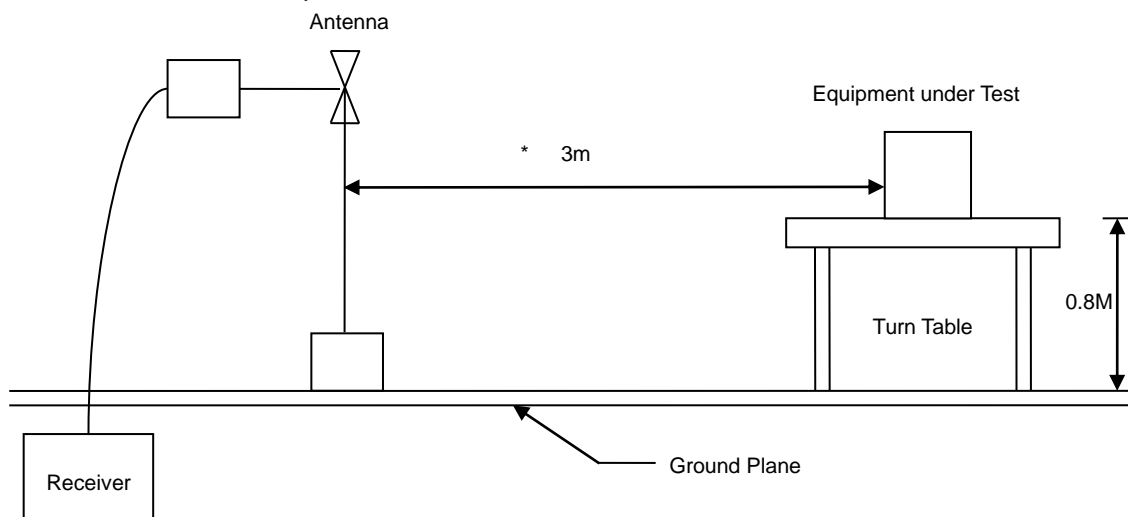 Antenna
Equipment under Test
* 3m
0.8M
Turn Table
Ground Plane
Receiver